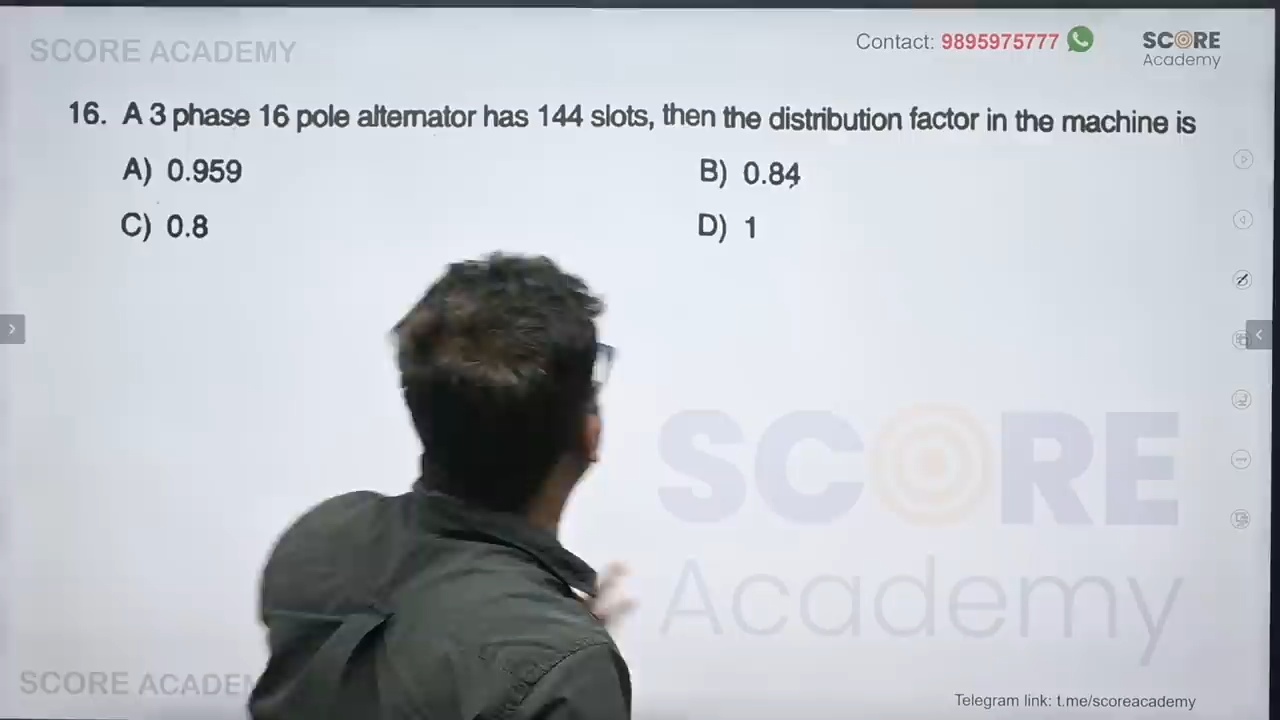 SCORE ACADEMY
Contact: 9895975777
SCORE
Academy
16. A 3 phase 16 pole alternator has 144 slots, then the distribution factor in the machine is
A) 0.959
B) 0.84
C) 0.8
D) 1
SCORE
Academy
SCORE ACADEM
Telegram link: t.me/scoreacademy